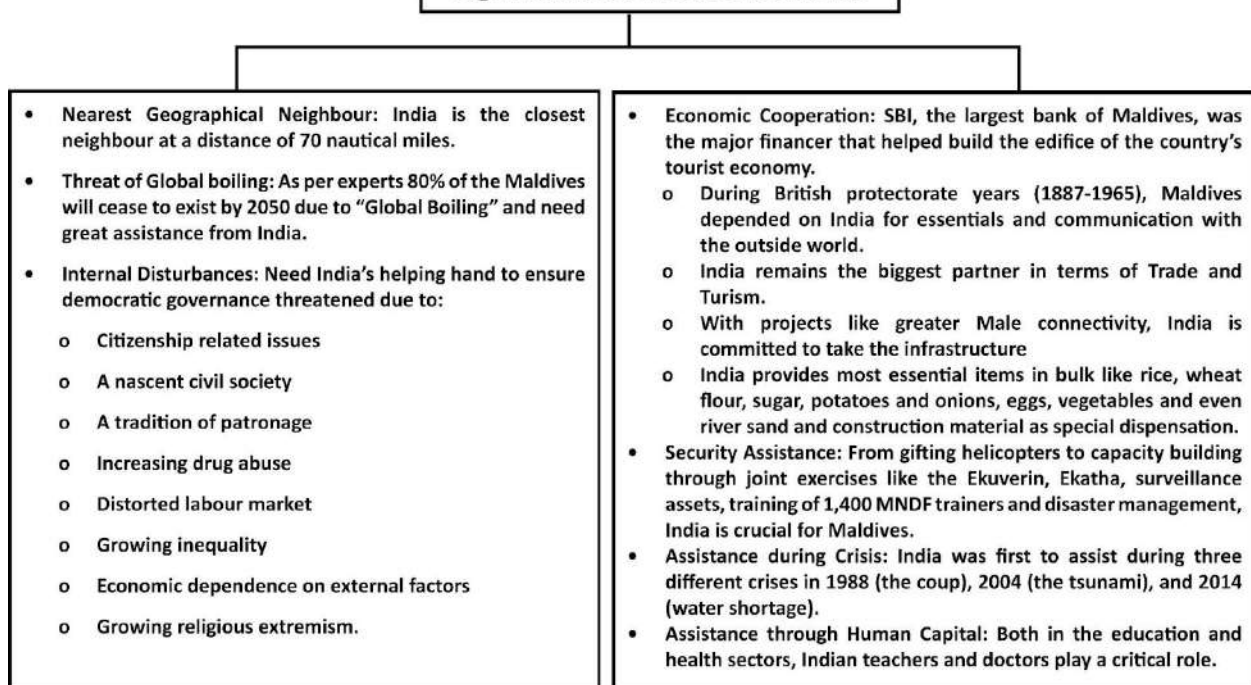 • Nearest Geographical Neighbour: India is the closest
neighbour at a distance of 70 nautical miles.
• Threat of Global boiling: As per experts 80% of the Maldives
will cease to exist by 2050 due to “Global Boiling” and need
great assistance from India.
• Internal Disturbances: Need India’s helping hand to ensure
democratic governance threatened due to:
o Citizenship related issues
o A nascent civil society
o A tradition of patronage
o Increasing drug abuse
o Distorted labour market
o Growing inequality
o Economic dependence on external factors
o Growing religious extremism.
• Economic Cooperation: SBI, the largest bank of Maldives, was
the major financer that helped build the edifice of the country’s
tourist economy.
o During British protectorate years (1887-1965), Maldives
depended on India for essentials and communication with
the outside world.
o India remains the biggest partner in terms of Trade and
Turism.
o With projects like greater Male connectivity, India is
committed to take the infrastructure
o India provides most essential items in bulk like rice, wheat
flour, sugar, potatoes and onions, eggs, vegetables and even
river sand and construction material as special dispensation.
• Security Assistance: From gifting helicopters to capacity building
through joint exercises like the Ekuverin, Ekatha, surveillance
assets, training of 1,400 MNDF trainers and disaster management,
India is crucial for Maldives.
• Assistance during Crisis: India was first to assist during three
different crises in 1988 (the coup), 2004 (the tsunami), and 2014
(water shortage).
• Assistance through Human Capital: Both in the education and
health sectors, Indian teachers and doctors play a critical role.